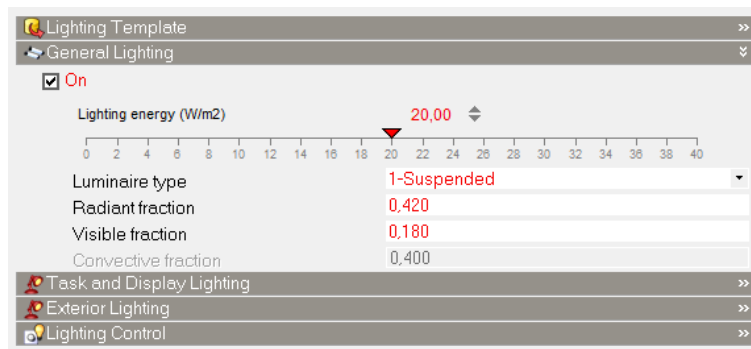 Lighting Template »
General Lighting
On
Lighting energy (W/m2) 20,00
0 2 4 6 8 10 12 14 16 18 20 22 24 26 28 30 32 34 36 38 40
Luminaire type 1-Suspended
Radiant fraction 0,420
Visible fraction 0,180
Convective fraction 0,400
Task and Display Lighting »
Exterior Lighting »
Lighting Control »